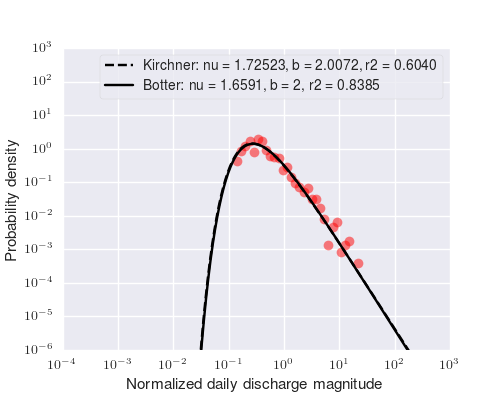 10³
Kirchner: nu = 1.72523, b = 2.0072, r2 = 0.6040
10²
Botter: nu = 1.6591, b = 2, r2 = 0.8385
10¹
10⁰
10⁻¹
10⁻²
10⁻³
10⁻⁴
10⁻⁵
10⁻⁶
Probability density
10⁻⁴ 10⁻³ 10⁻² 10⁻¹ 10⁰ 10¹ 10² 10³
Normalized daily discharge magnitude